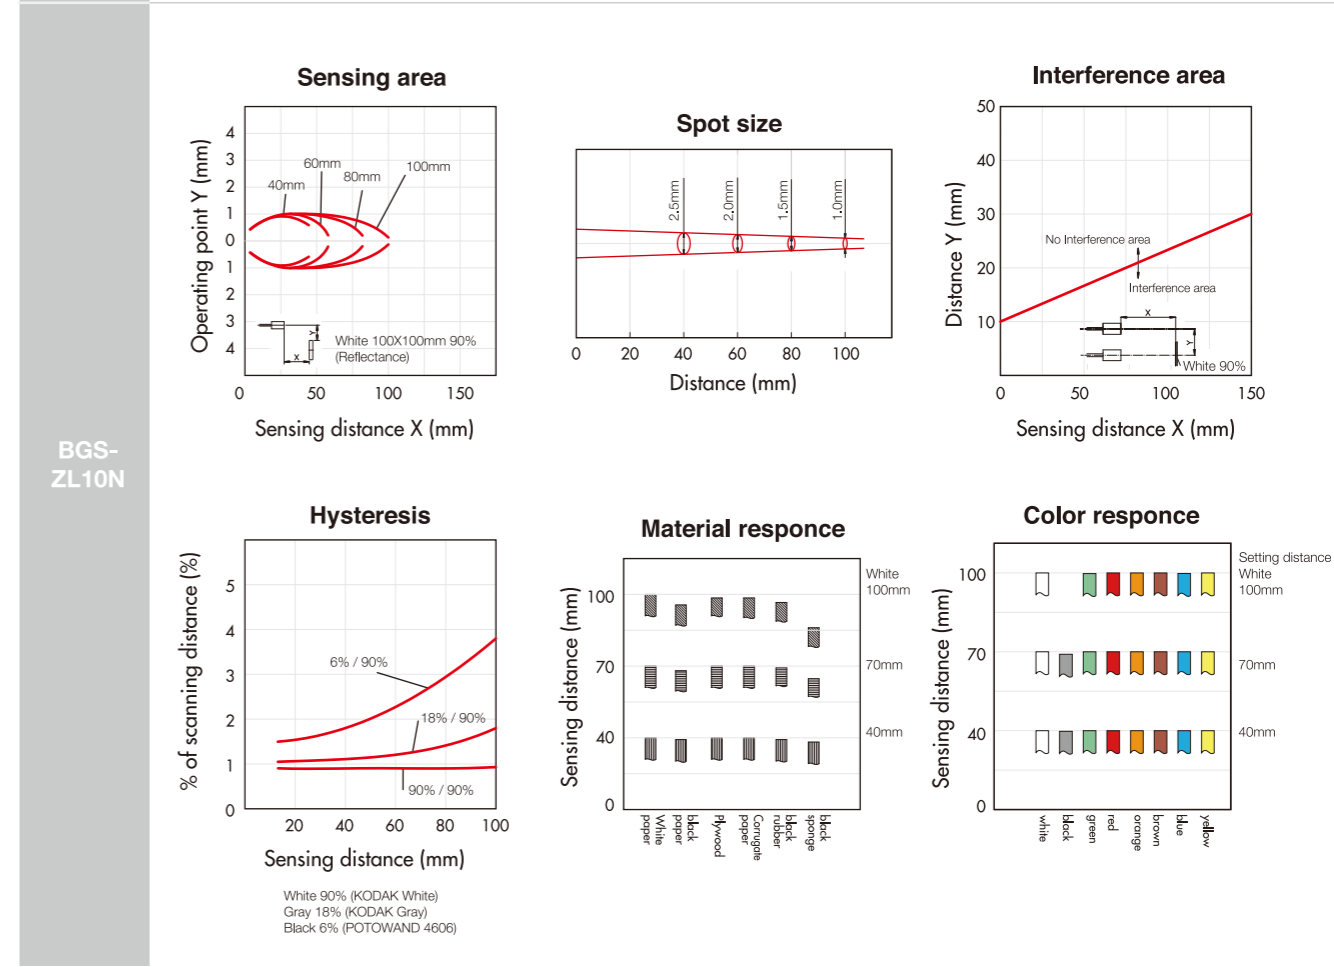 BGS-
ZL10N
Sensing area
Operating point Y (mm)
4
3
2
1
0
1
2
3
4
40mm
60mm
80mm
100mm
Y
X
White 100X100mm 90%
(Reflectance)
0
50
100
150
Sensing distance X (mm)
Spot size
2.5mm
2.0mm
1.5mm
1.0mm
0
20
40
60
80
100
Distance (mm)
Interference area
Distance Y (mm)
50
40
30
20
10
No Interference area
Interference area
X
Y
White 90%
0
50
100
150
Sensing distance X (mm)
Hysteresis
% of scanning distance (%)
5
4
3
2
1
0
6% / 90%
18% / 90%
90% / 90%
20
40
60
80
100
Sensing distance (mm)
White 90% (KODAK White)
Gray 18% (KODAK Gray)
Black 6% (POTOWAND 4606)
Material responce
Sensing distance (mm)
100
70
40
0
White
100mm
70mm
40mm
White
paper
black
paper
Plywood
Corrugate
paper
black
rubber
black
sponge
Color responce
Sensing distance (mm)
100
70
40
0
Setting distance
White
100mm
70mm
40mm
white
black
green
red
orange
brown
blue
yellow